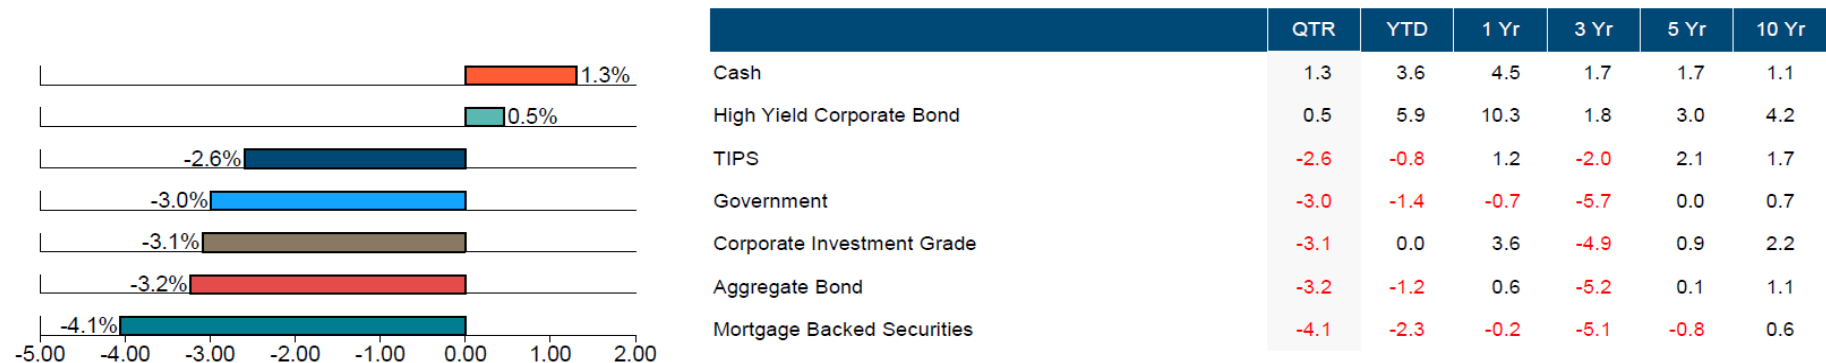 QTR YTD 1 Yr 3 Yr 5 Yr 10 Yr
1.3% Cash 1.3 3.6 4.5 1.7 1.7 1.1
0.5% High Yield Corporate Bond 0.5 5.9 10.3 1.8 3.0 4.2
-2.6% TIPS -2.6 -0.8 1.2 -2.0 2.1 1.7
-3.0% Government -3.0 -1.4 -0.7 -5.7 0.0 0.7
-3.1% Corporate Investment Grade -3.1 0.0 3.6 -4.9 0.9 2.2
-3.2% Aggregate Bond -3.2 -1.2 0.6 -5.2 0.1 1.1
-4.1% Mortgage Backed Securities -4.1 -2.3 -0.2 -5.1 -0.8 0.6
-5.00 -4.00 -3.00 -2.00 -1.00 0.00 1.00 2.00